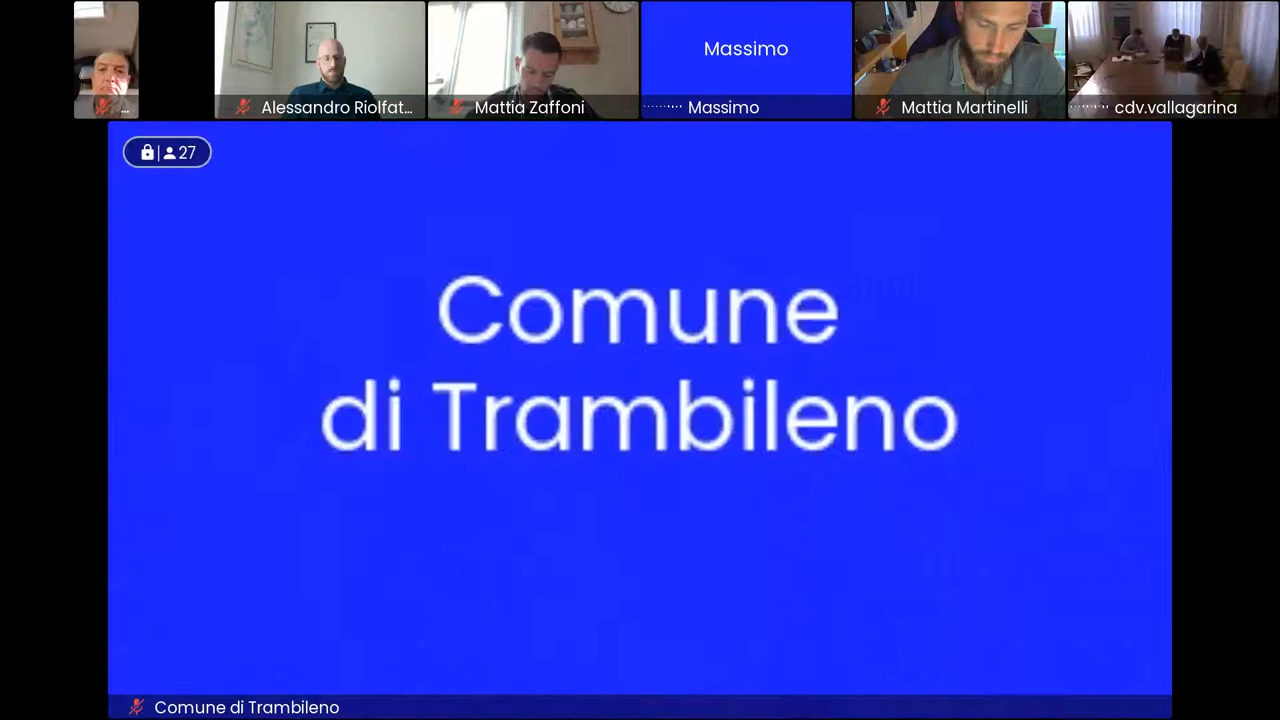 Massimo
...
Alessandro Riolfat...
Mattia Zaffoni
Massimo
Mattia Martinelli
cdv.vallagarina
27
Comune
di Trambileno
Comune di Trambileno